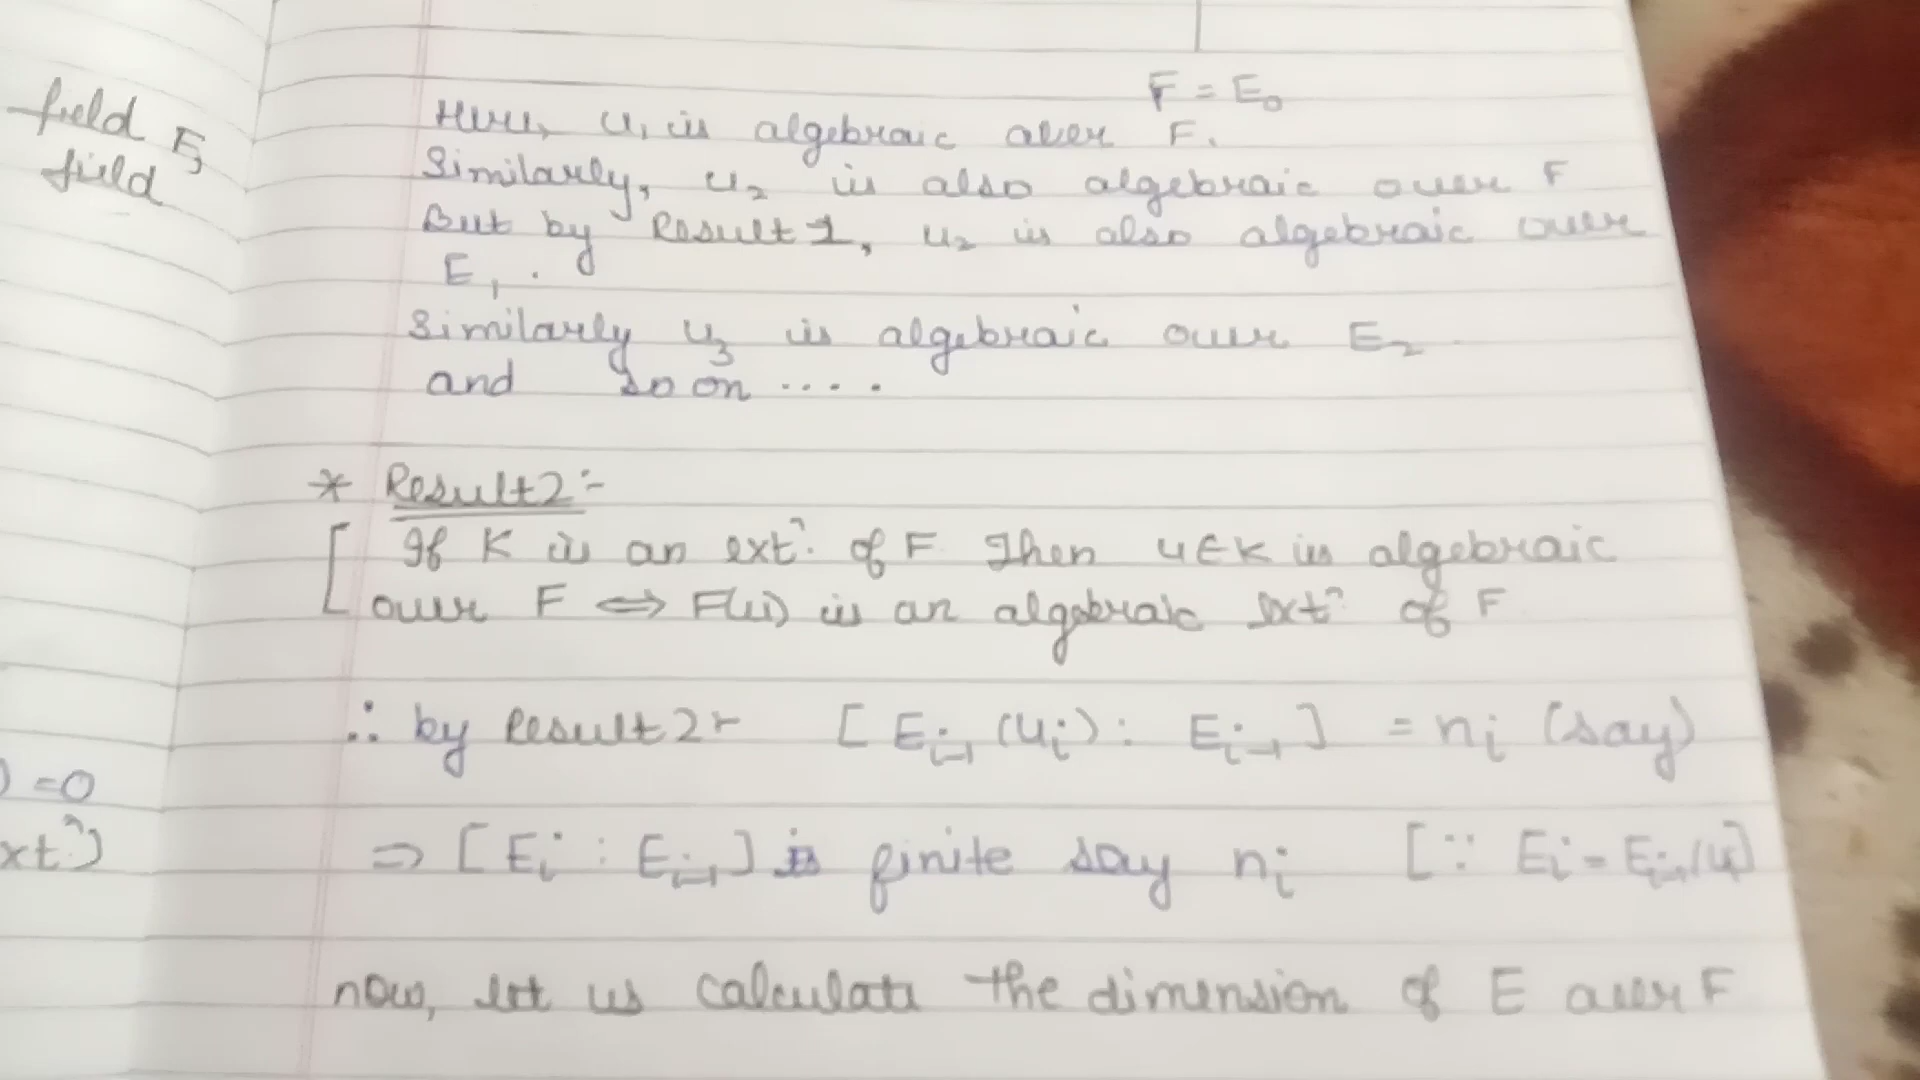 field F,
field
) =0
xt?)
F = E₀
Here, u₁ is algebraic over F.
Similarly, u₂ is also algebraic over F
But by Result 1, u₂ is also algebraic over
E₁ .
Similarly u₃ is algebraic over E₂
and so on ....
* Result 2 :-
[ If K is an extⁿ. of F Then u ∈ K is algebraic
over F ⇔ F(u) is an algebraic extⁿ of F
∴ by Result 2 :- [ Eᵢ₋₁ (uᵢ) : Eᵢ₋₁ ] = nᵢ (say)
⇒ [ Eᵢ : Eᵢ₋₁ ] is finite say nᵢ [ ∵ Eᵢ = Eᵢ₋₁(uᵢ]
now, let us calculate the dimension of E over F